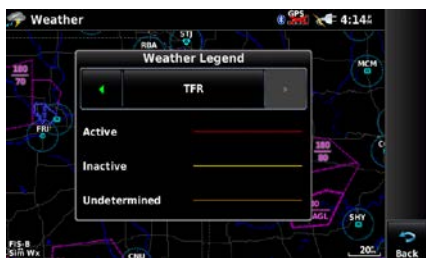 Weather
GPS
4:14
STJ
RBA
Weather Legend
MCM
180
70
TFR
FRI
Active
180
80
Inactive
AGL
Undetermined
SHY
FIS-B
Sim Wx
CNU
20
Back